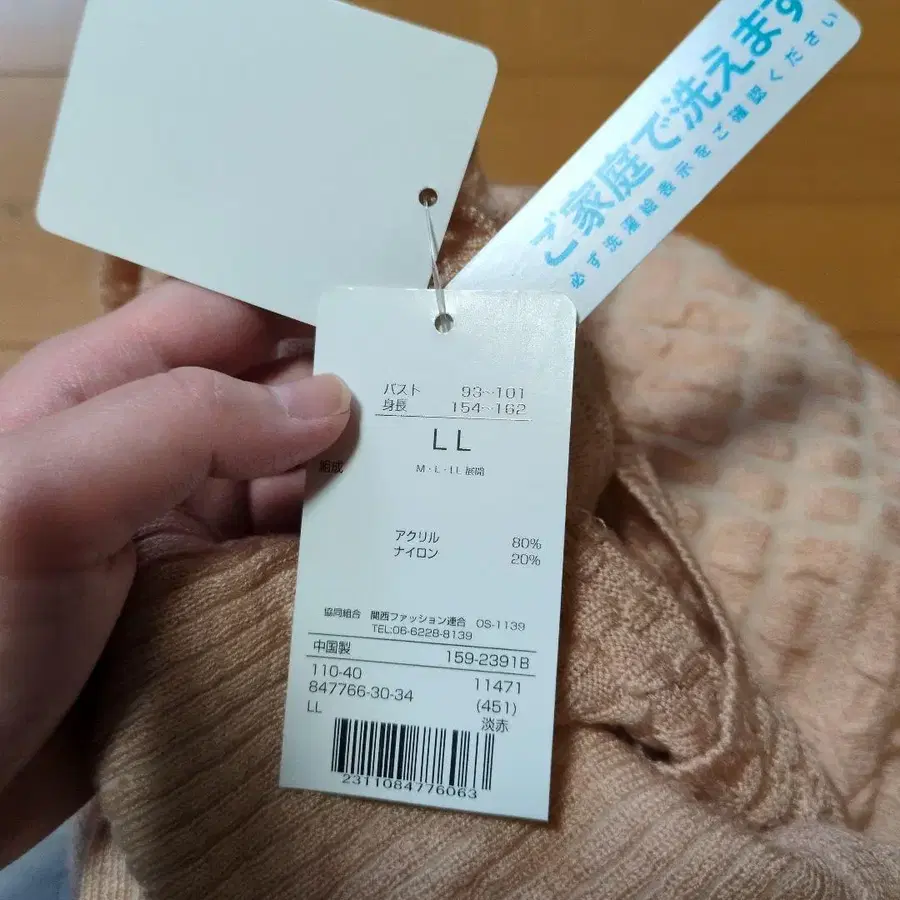 ご家庭で洗えます
必ず洗濯絵表示をご確認ください
バスト 93~101
身長 154~162
LL
M・L・LL展開
組成
アクリル 80%
ナイロン 20%
協同組合 関西ファッション連合 OS-1139
TEL:06-6228-8139
中国製 159-2391B
110-40 11471
847766-30-34 (451)
LL 淡赤
2311084776063